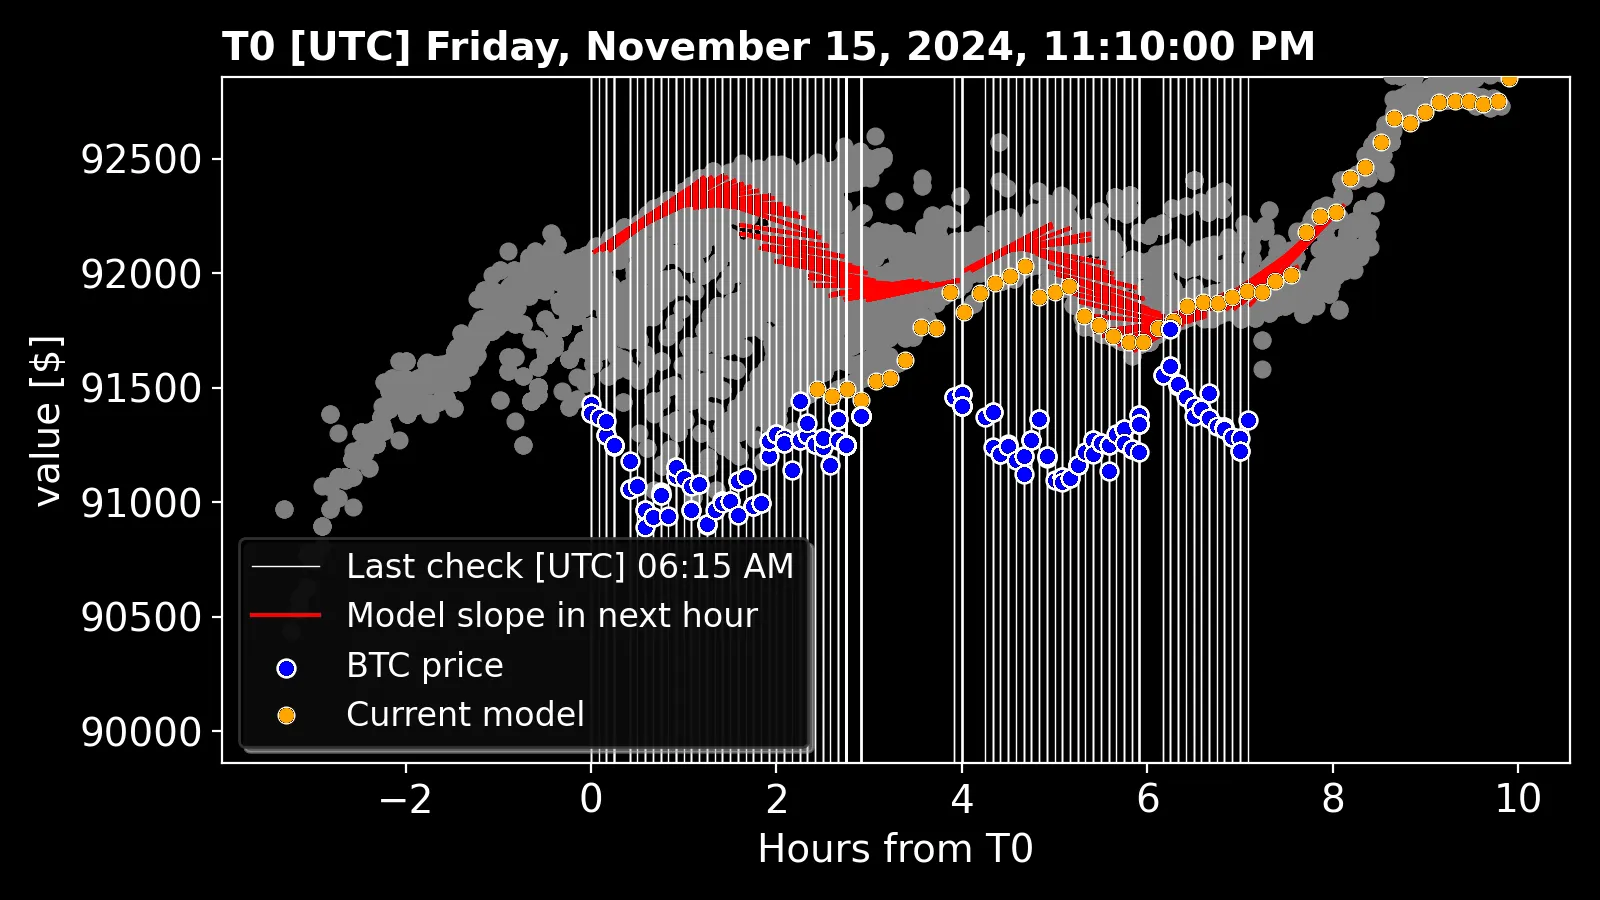 T0 [UTC] Friday, November 15, 2024, 11:10:00 PM
value [$]
92500
92000
91500
91000
90500
90000
Last check [UTC] 06:15 AM
Model slope in next hour
BTC price
Current model
−2 0 2 4 6 8 10
Hours from T0